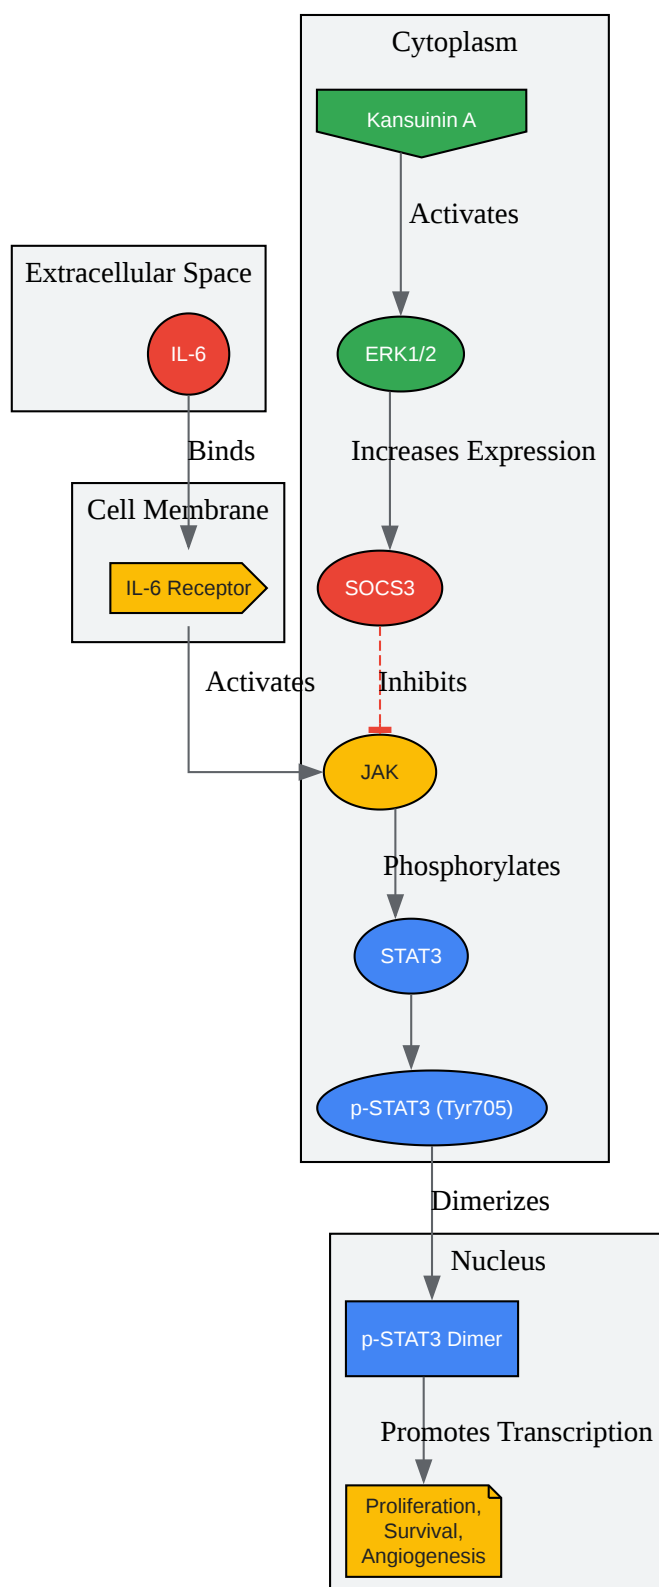 Cytoplasm
Kansuinin A
Activates
Extracellular Space
IL-6
ERK1/2
Binds
Increases Expression
Cell Membrane
IL-6 Receptor
SOCS3
Activates
Inhibits
JAK
Phosphorylates
STAT3
p-STAT3 (Tyr705)
Dimerizes
Nucleus
p-STAT3 Dimer
Promotes Transcription
Proliferation,
Survival,
Angiogenesis